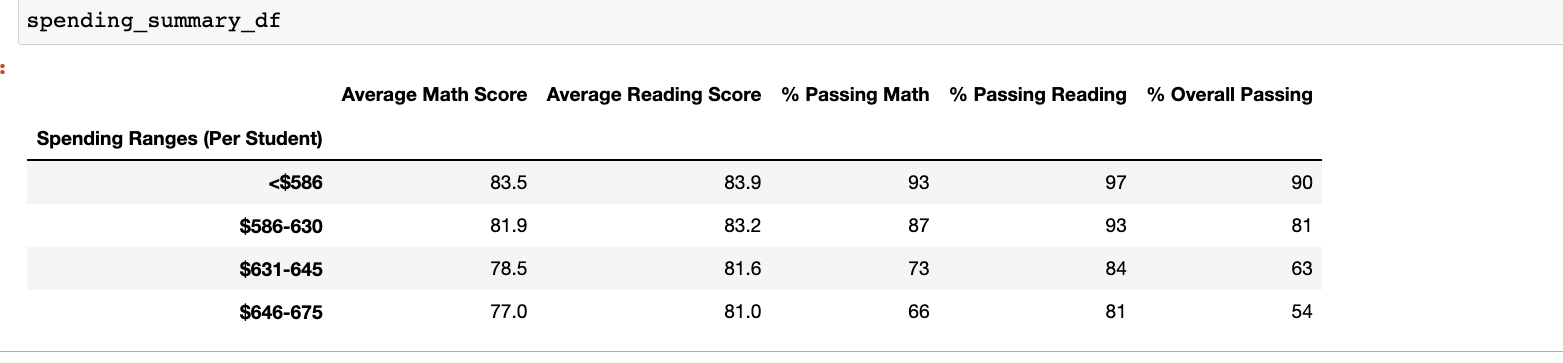 spending_summary_df
:
Average Math Score Average Reading Score % Passing Math % Passing Reading % Overall Passing
Spending Ranges (Per Student)
<$586 83.5 83.9 93 97 90
$586-630 81.9 83.2 87 93 81
$631-645 78.5 81.6 73 84 63
$646-675 77.0 81.0 66 81 54